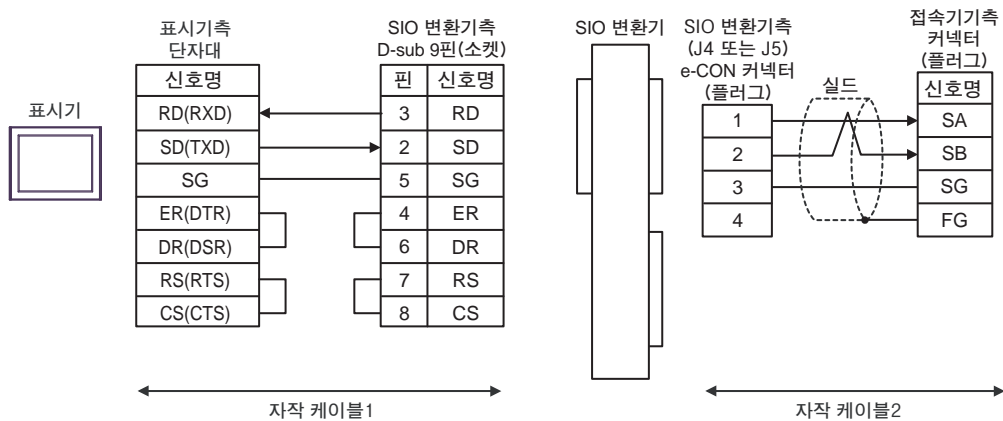 표시기
표시기측
단자대
신호명
RD(RXD)
SD(TXD)
SG
ER(DTR)
DR(DSR)
RS(RTS)
CS(CTS)
SIO 변환기측
D-sub 9핀(소켓)
핀 신호명
3 RD
2 SD
5 SG
4 ER
6 DR
7 RS
8 CS
자작 케이블1
SIO 변환기
SIO 변환기측
(J4 또는 J5)
e-CON 커넥터
(플러그)
1
2
3
4
실드
접속기기측
커넥터
(플러그)
신호명
SA
SB
SG
FG
자작 케이블2